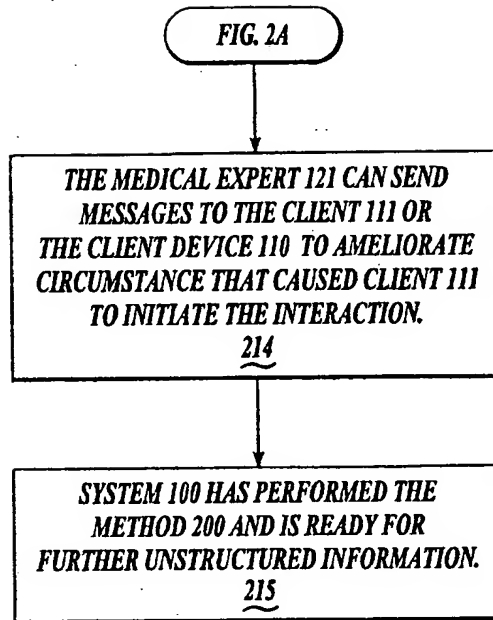 FIG. 2A
THE MEDICAL EXPERT 121 CAN SEND
MESSAGES TO THE CLIENT 111 OR
THE CLIENT DEVICE 110 TO AMELIORATE
CIRCUMSTANCE THAT CAUSED CLIENT 111
TO INITIATE THE INTERACTION.
214
SYSTEM 100 HAS PERFORMED THE
METHOD 200 AND IS READY FOR
FURTHER UNSTRUCTURED INFORMATION.
215